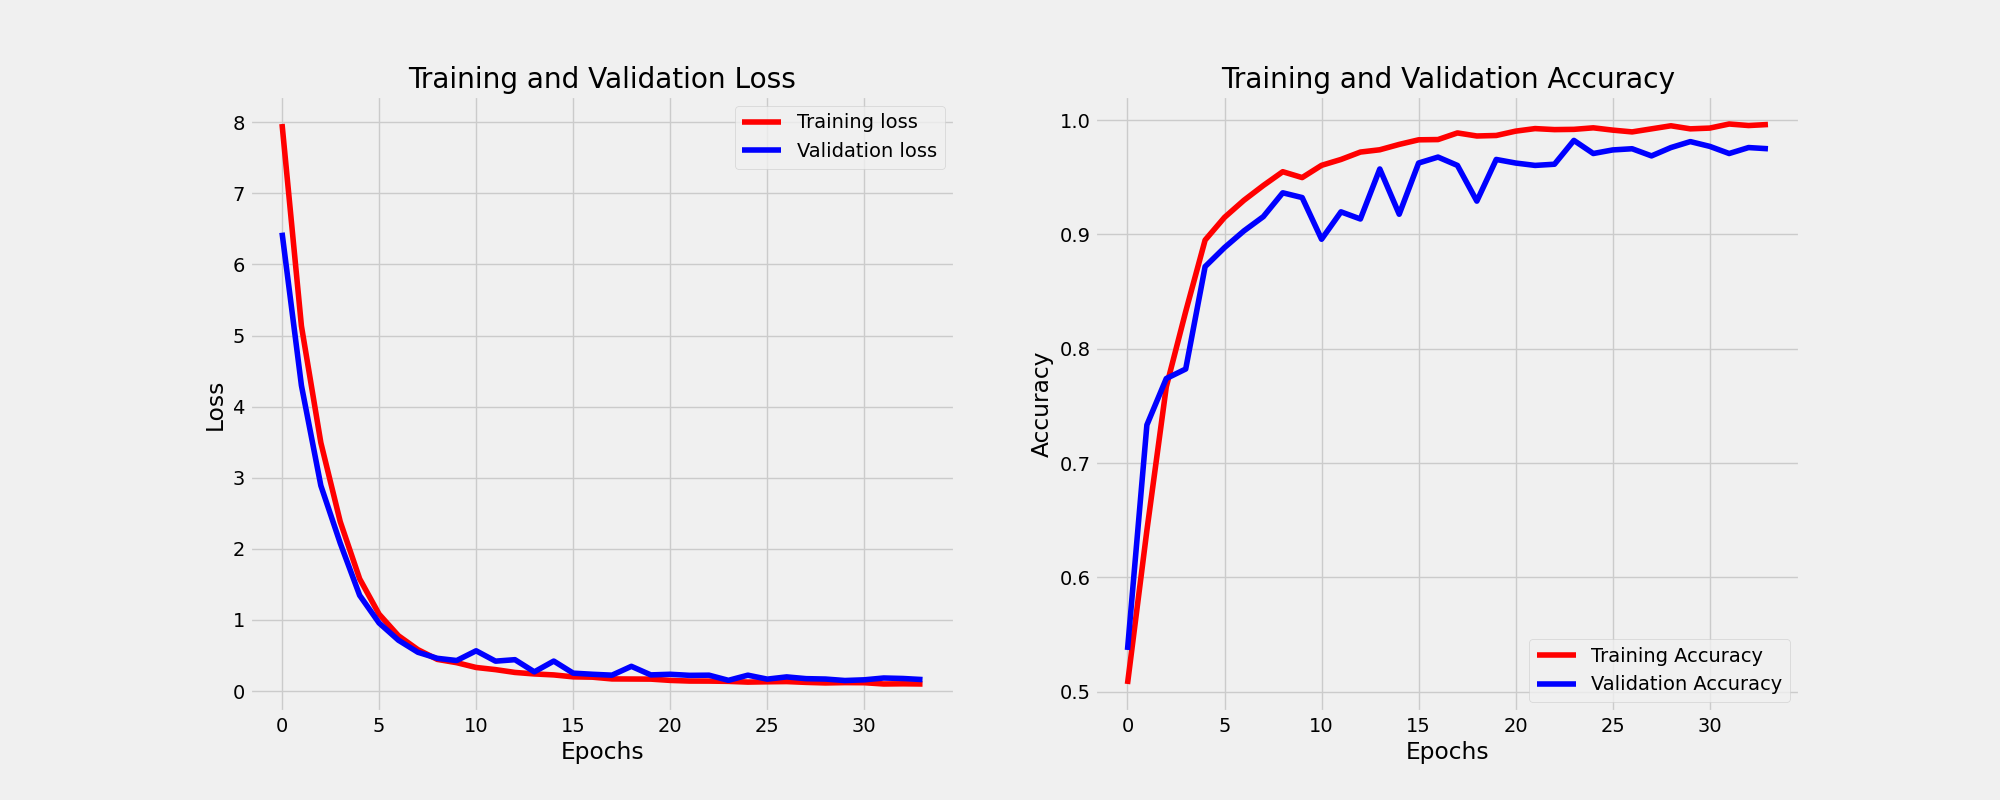 Training and Validation Loss
Training loss
Validation loss
8
7
6
5
4
3
2
1
0
Loss
0 5 10 15 20 25 30
Epochs
Training and Validation Accuracy
1.0
0.9
0.8
0.7
0.6
0.5
Accuracy
Training Accuracy
Validation Accuracy
0 5 10 15 20 25 30
Epochs